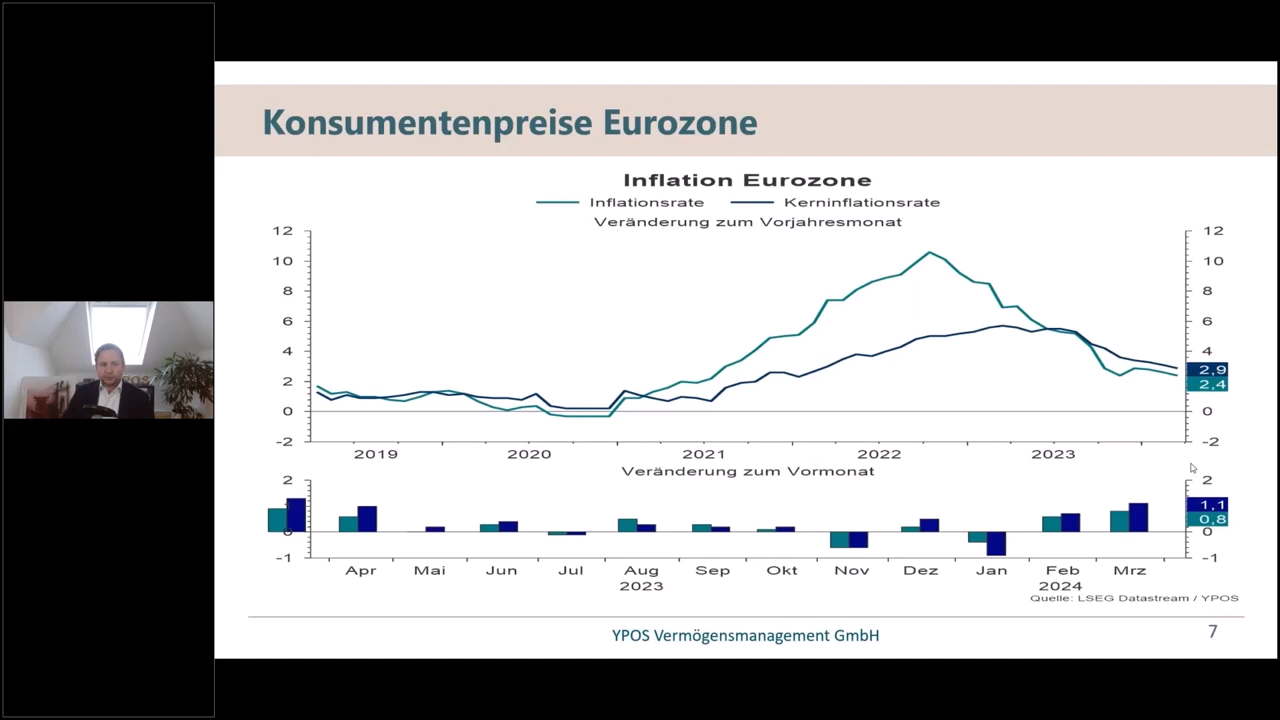 Konsumentenpreise Eurozone
Inflation Eurozone
Inflationsrate Kerninflationsrate
Veränderung zum Vorjahresmonat
12 12
10 10
8 8
6 6
4 4
2,9
2
2,4
0 0
-2 -2
2019 2020 2021 2022 2023
Veränderung zum Vormonat
2 2
1,1
0,8
0 0
-1 -1
Apr Mai Jun Jul Aug Sep Okt Nov Dez Jan Feb Mrz
2023 2024
Quelle: LSEG Datastream / YPOS
YPOS Vermögensmanagement GmbH
7
YPOS